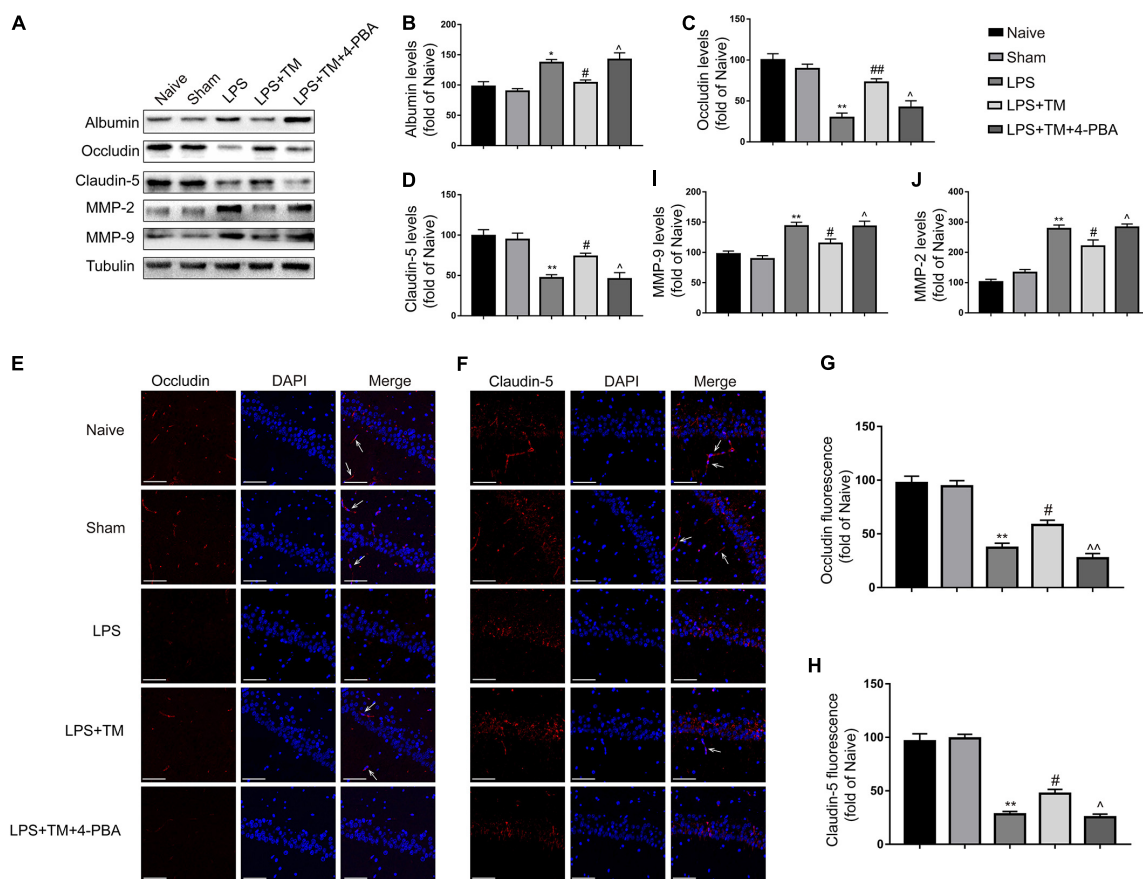 A
Naive
Sham
LPS
LPS+TM
LPS+TM+4-PBA
Albumin
Occludin
Claudin-5
MMP-2
MMP-9
Tubulin
B
Albumin levels
(fold of Naive)
200
150
100
50
0
*
#
^
C
Occludin levels
(fold of Naive)
150
100
50
0
**
##
^
Naive
Sham
LPS
LPS+TM
LPS+TM+4-PBA
D
Claudin-5 levels
(fold of Naive)
150
100
50
0
**
#
^
I
MMP-9 levels
(fold of Naive)
200
150
100
50
0
**
#
^
J
MMP-2 levels
(fold of Naive)
400
300
200
100
0
**
#
^
E
Occludin DAPI Merge
Naive
Sham
LPS
LPS+TM
LPS+TM+4-PBA
F
Claudin-5 DAPI Merge
G
Occludin fluorescence
(fold of Naive)
150
100
50
0
**
#
^^
H
Claudin-5 fluorescence
(fold of Naive)
150
100
50
0
**
#
^